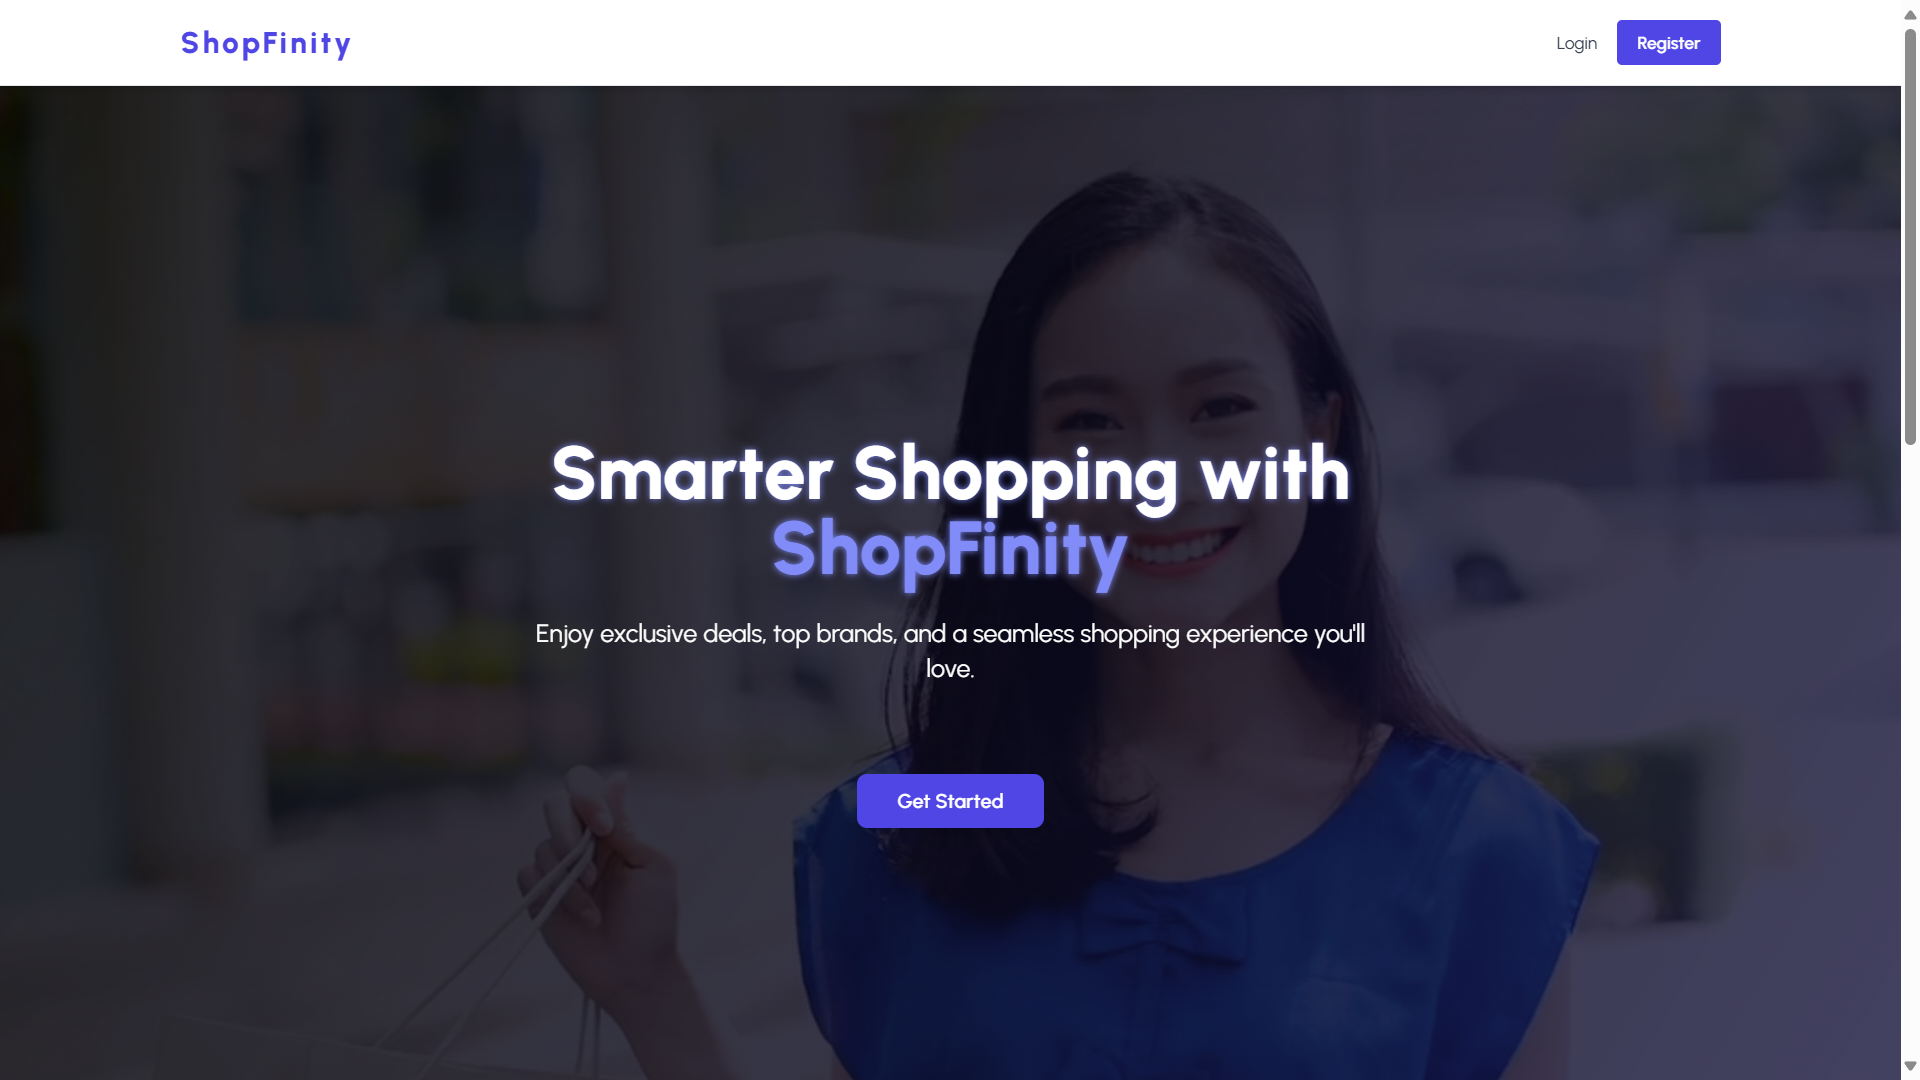 ShopFinity
Login
Register
Smarter Shopping with
ShopFinity
Enjoy exclusive deals, top brands, and a seamless shopping experience you'll
love.
Get Started